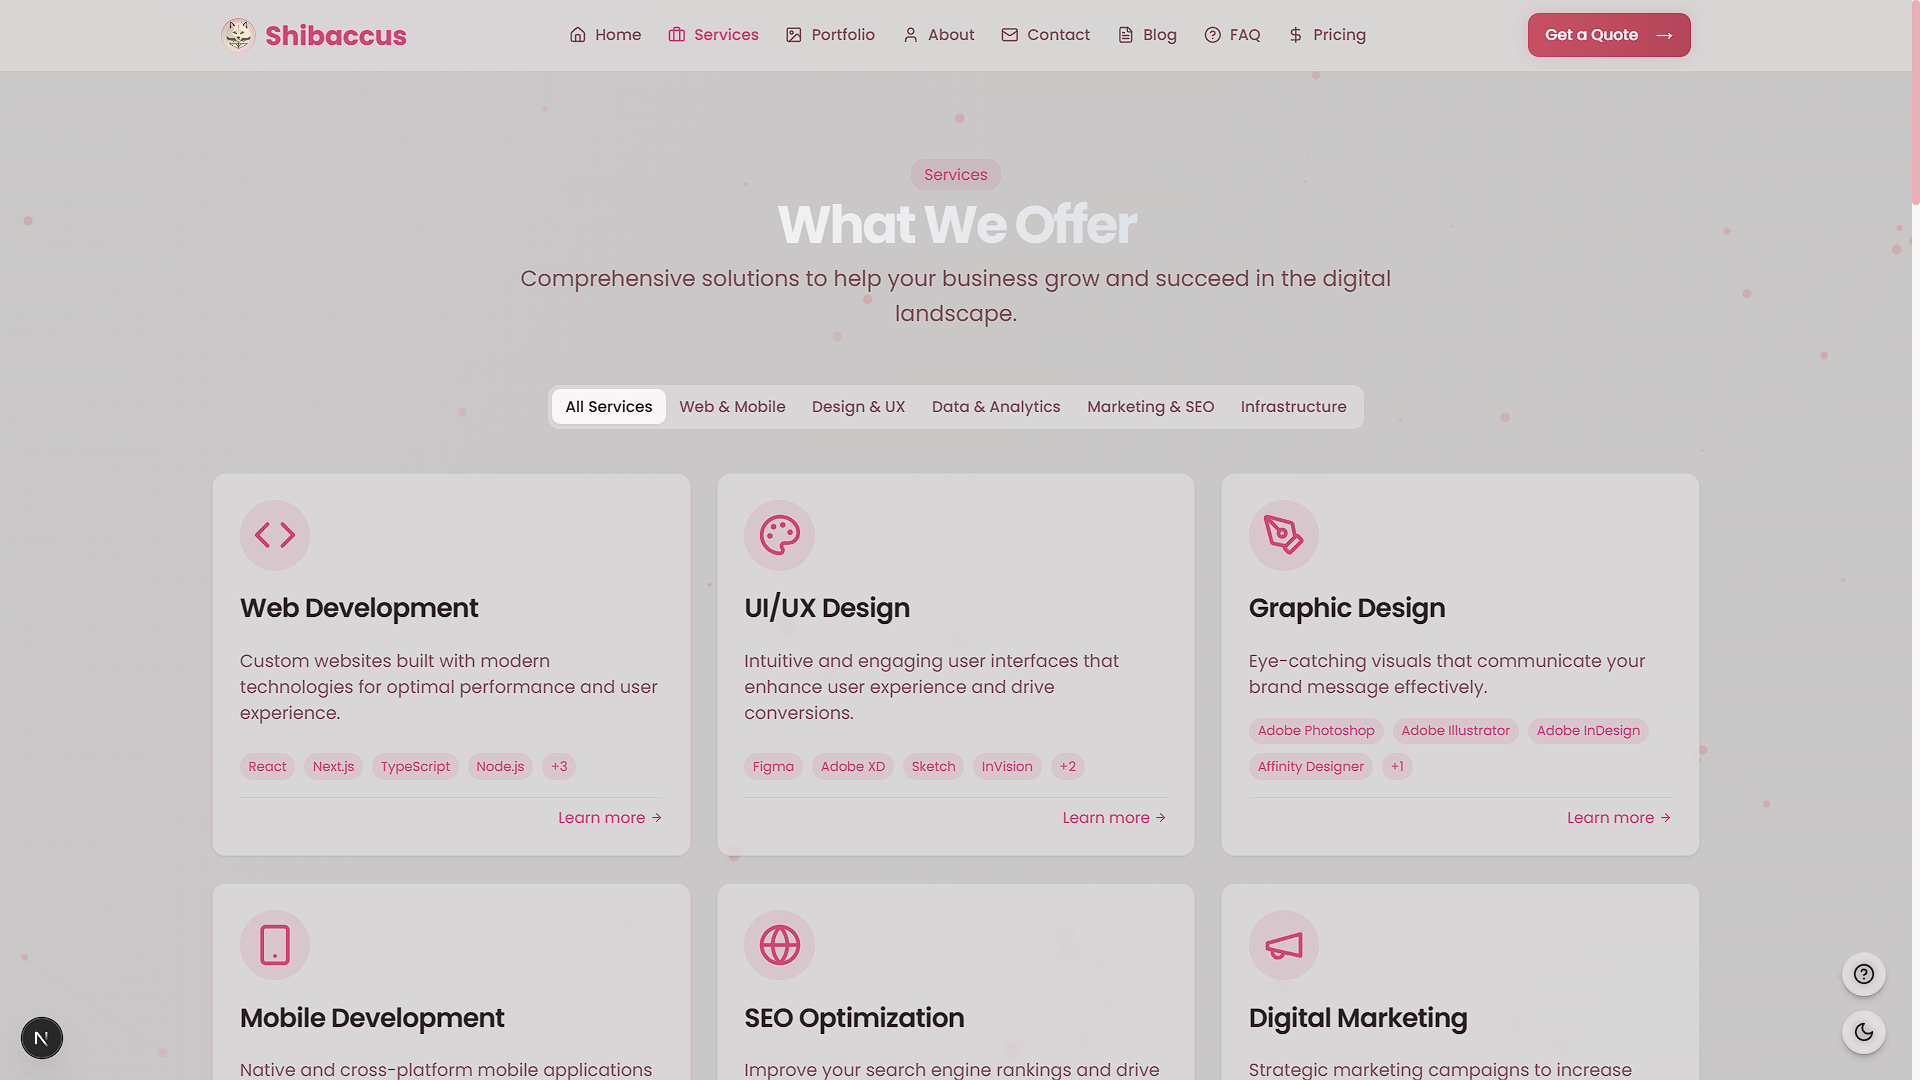 Shibaccus
Home
Services
Portfolio
About
Contact
Blog
FAQ
Pricing
Get a Quote →
Services
What We Offer
Comprehensive solutions to help your business grow and succeed in the digital
landscape.
All Services
Web & Mobile
Design & UX
Data & Analytics
Marketing & SEO
Infrastructure
Web Development
Custom websites built with modern
technologies for optimal performance and user
experience.
React
Next.js
TypeScript
Node.js
+3
Learn more →
UI/UX Design
Intuitive and engaging user interfaces that
enhance user experience and drive
conversions.
Figma
Adobe XD
Sketch
InVision
+2
Learn more →
Graphic Design
Eye-catching visuals that communicate your
brand message effectively.
Adobe Photoshop
Adobe Illustrator
Adobe InDesign
Affinity Designer
+1
Learn more →
Mobile Development
Native and cross-platform mobile applications
SEO Optimization
Improve your search engine rankings and drive
Digital Marketing
Strategic marketing campaigns to increase
N